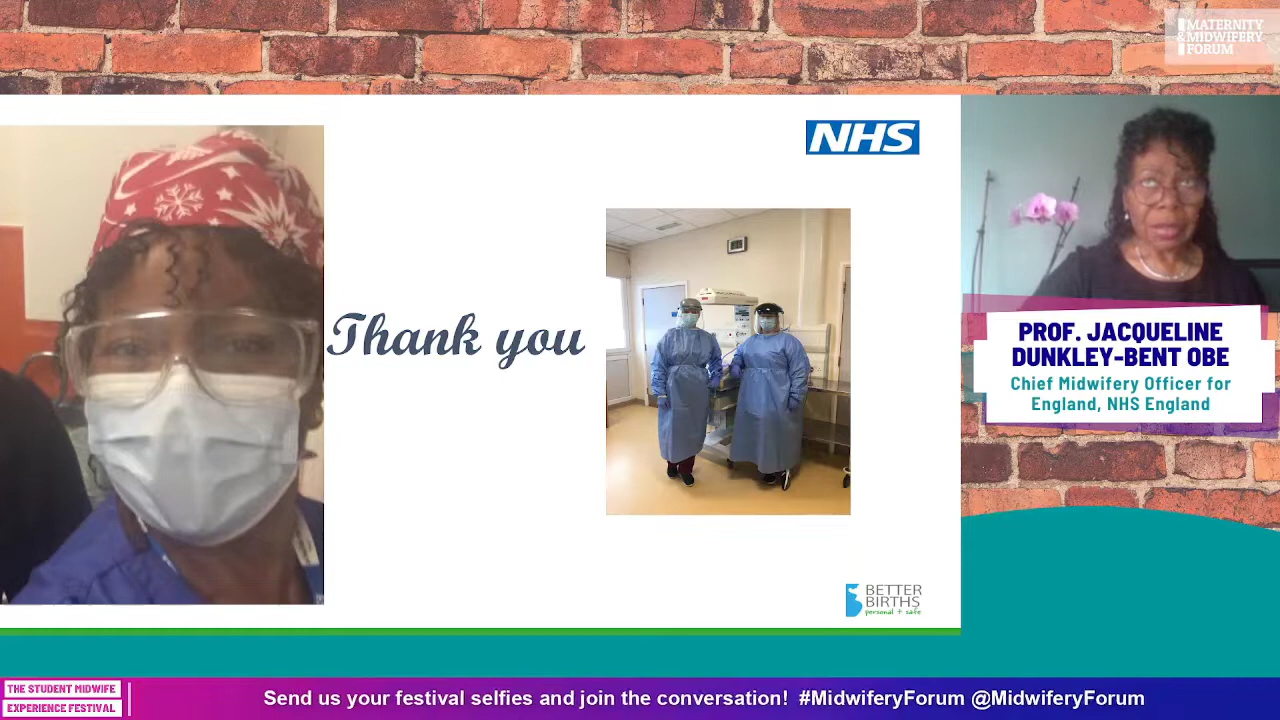 MATERNITY
&MIDWIFERY
FORUM
NHS
Thank you
PROF. JACQUELINE
DUNKLEY-BENT OBE
Chief Midwifery Officer for
England, NHS England
BETTER
BIRTHS
personal + safe
THE STUDENT MIDWIFE
EXPERIENCE FESTIVAL
Send us your festival selfies and join the conversation! #MidwiferyForum @MidwiferyForum